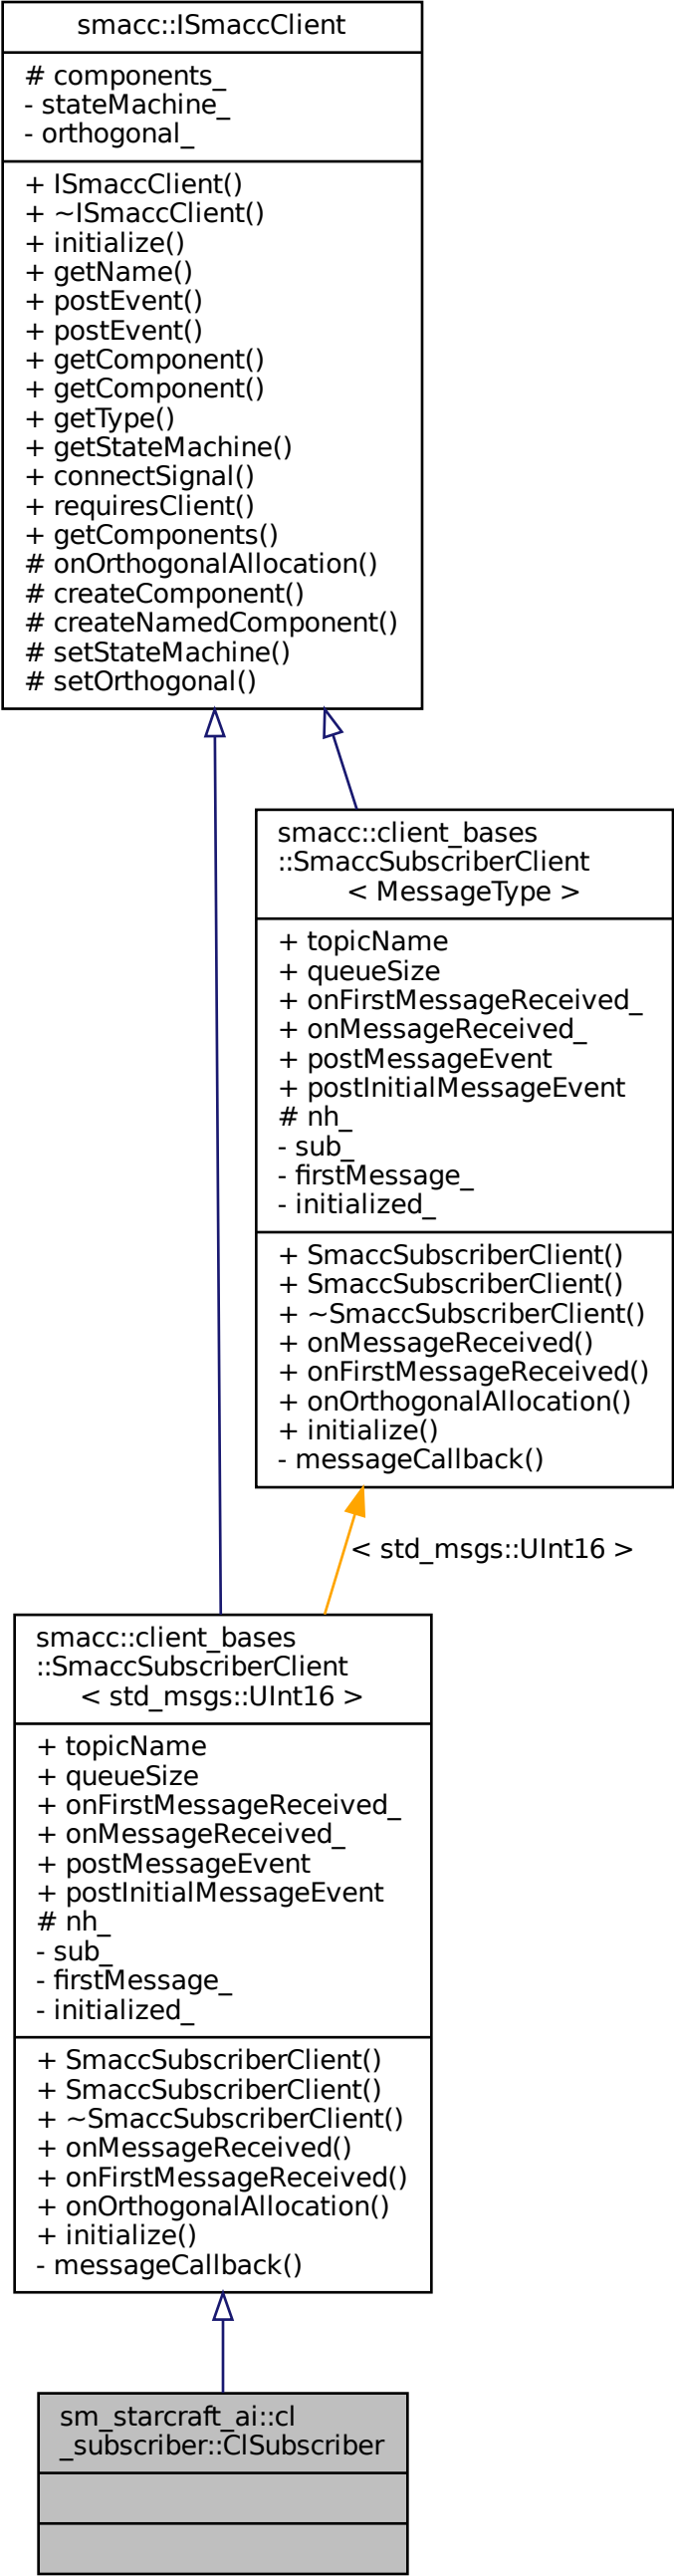 smacc::ISmaccClient
# components_
- stateMachine_
- orthogonal_
+ ISmaccClient()
+ ~ISmaccClient()
+ initialize()
+ getName()
+ postEvent()
+ postEvent()
+ getComponent()
+ getComponent()
+ getType()
+ getStateMachine()
+ connectSignal()
+ requiresClient()
+ getComponents()
# onOrthogonalAllocation()
# createComponent()
# createNamedComponent()
# setStateMachine()
# setOrthogonal()
smacc::client_bases
::SmaccSubscriberClient
< MessageType >
+ topicName
+ queueSize
+ onFirstMessageReceived_
+ onMessageReceived_
+ postMessageEvent
+ postInitialMessageEvent
# nh_
- sub_
- firstMessage_
- initialized_
+ SmaccSubscriberClient()
+ SmaccSubscriberClient()
+ ~SmaccSubscriberClient()
+ onMessageReceived()
+ onFirstMessageReceived()
+ onOrthogonalAllocation()
+ initialize()
- messageCallback()
< std_msgs::UInt16 >
smacc::client_bases
::SmaccSubscriberClient
< std_msgs::UInt16 >
+ topicName
+ queueSize
+ onFirstMessageReceived_
+ onMessageReceived_
+ postMessageEvent
+ postInitialMessageEvent
# nh_
- sub_
- firstMessage_
- initialized_
+ SmaccSubscriberClient()
+ SmaccSubscriberClient()
+ ~SmaccSubscriberClient()
+ onMessageReceived()
+ onFirstMessageReceived()
+ onOrthogonalAllocation()
+ initialize()
- messageCallback()
sm_starcraft_ai::cl
_subscriber::ClSubscriber